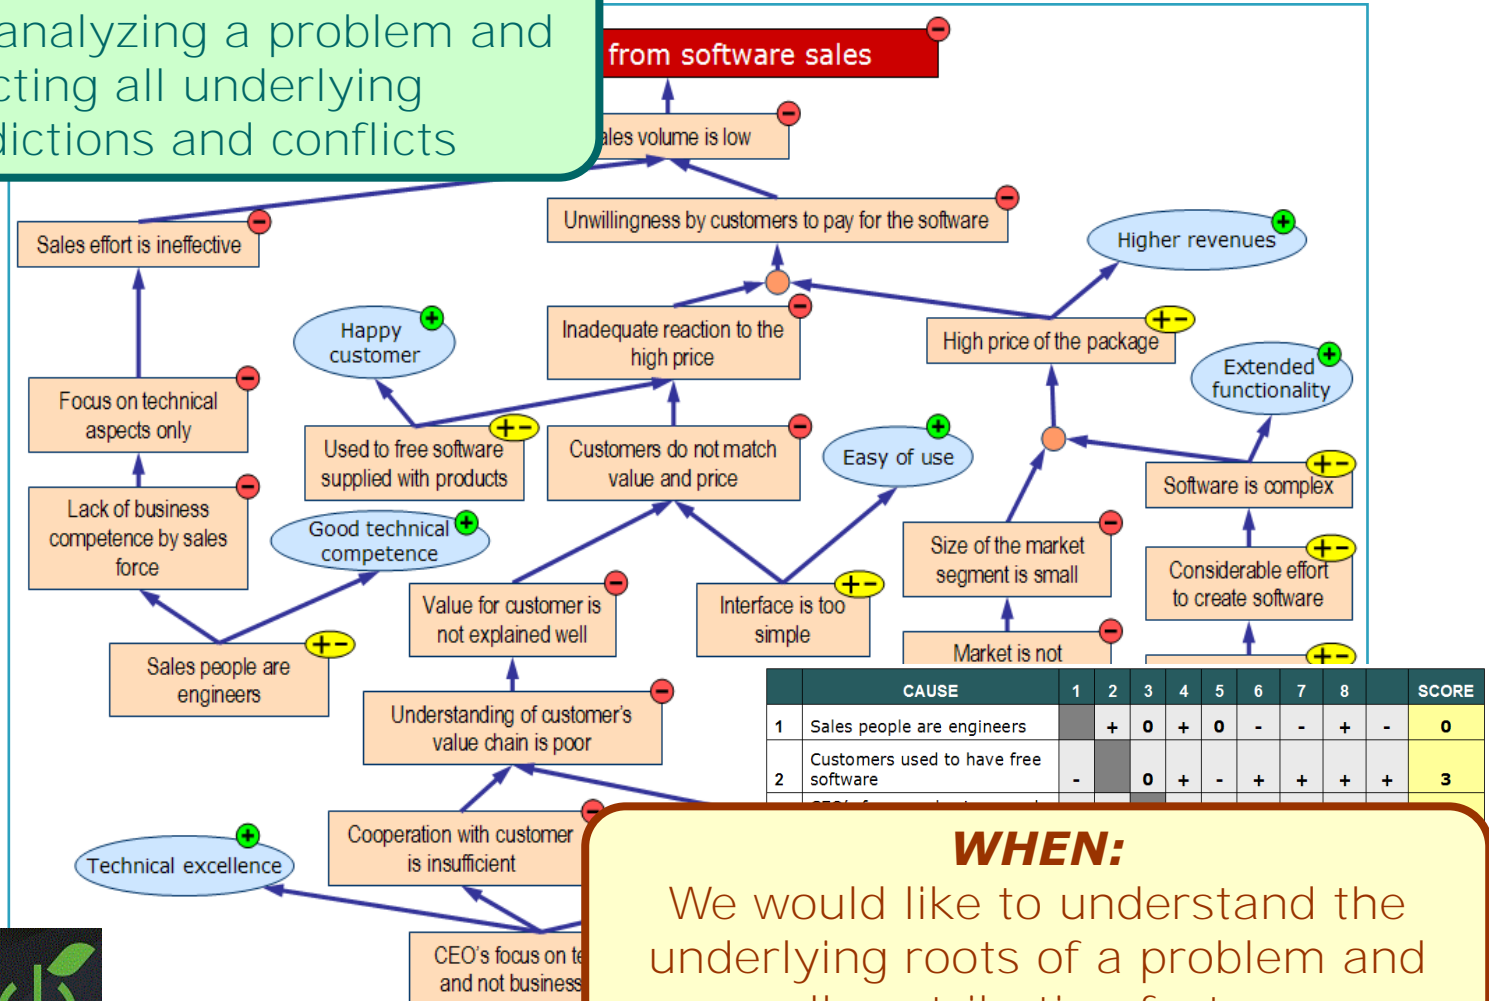 analyzing a problem and
all underlying
and conflicts
from software sales
volume is low
Unwillingness by customers to pay for the software
Sales effort is ineffective
Higher revenues
Happy
customer
Inadequate reaction to the
high price
High price of the package
Extended
functionality
Focus on technical
aspects only
Used to free software
supplied with products
Customers do not match
value and price
Easy of use
Software is complex
Lack of business
competence by sales
force
Good technical
competence
Size of the market
segment is small
Considerable effort
to create software
Value for customer is
not explained well
Interface is too
simple
Market is not
Sales people are
engineers
Understanding of customer's
value chain is poor
CAUSE 1 2 3 4 5 6 7 8 SCORE
1 Sales people are engineers + 0 + 0 - - + - 0
Customers used to have free
2 software - 0 + - + + + + 3
Cooperation with customer
is insufficient
Technical excellence
CEO's focus on
and not business
WHEN:
We would like to understand the
underlying roots of a problem and